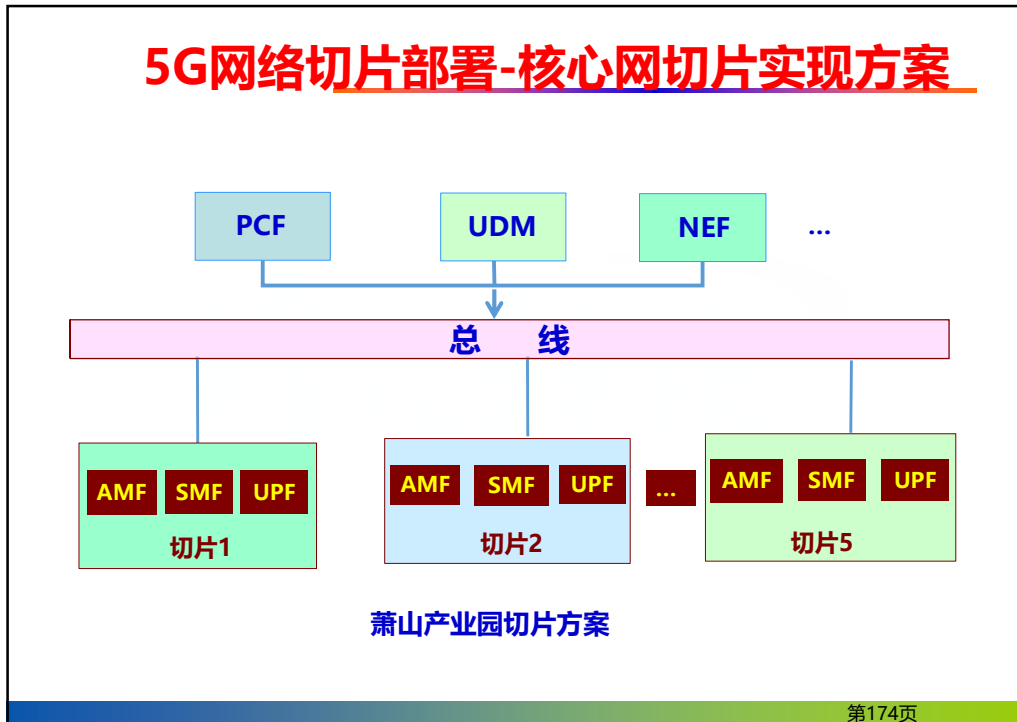 5G网络切片部署-核心网切片实现方案
PCF
UDM
NEF
...
总 线
AMF SMF UPF
切片1
AMF SMF UPF
切片2
...
AMF SMF UPF
切片5
萧山产业园切片方案
第174页